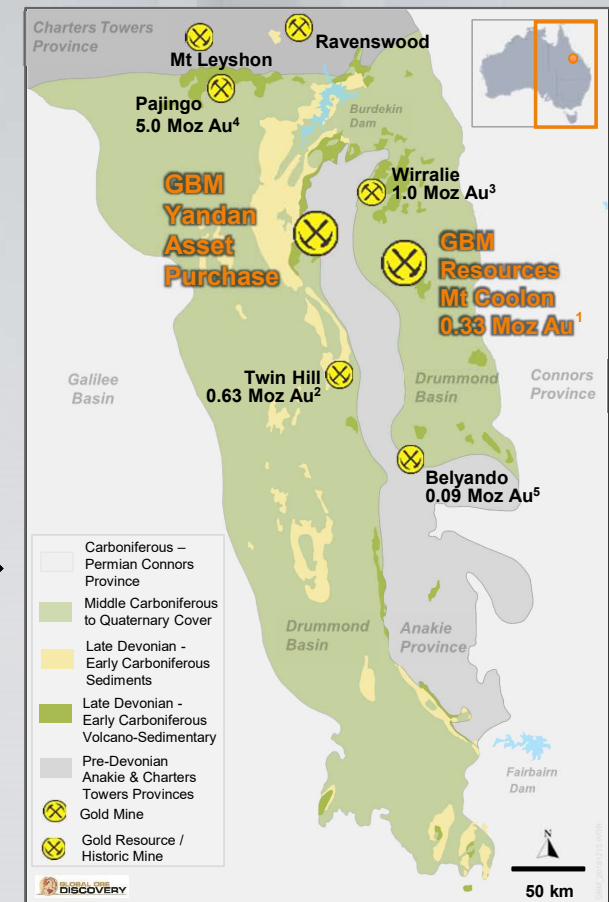 Charters Towers
Province
Mt Leyshon
Ravenswood
Pajingo
5.0 Moz Au⁴
Burdekin
Dam
Wirralie
1.0 Moz Au³
GBM
Yandan
Asset
Purchase
GBM
Resources
Mt Coolon
0.33 Moz Au¹
Galilee
Basin
Twin Hill
0.63 Moz Au²
Drummond
Basin
Connors
Province
Belyando
0.09 Moz Au⁵
Drummond
Basin
Anakie
Province
Fairbairn
Dam
Carboniferous –
Permian Connors
Province
Middle Carboniferous
to Quaternary Cover
Late Devonian -
Early Carboniferous
Sediments
Late Devonian -
Early Carboniferous
Volcano-Sedimentary
Pre-Devonian
Anakie & Charters
Towers Provinces
Gold Mine
Gold Resource /
Historic Mine
GLOBAL ORE
DISCOVERY
N
50 km